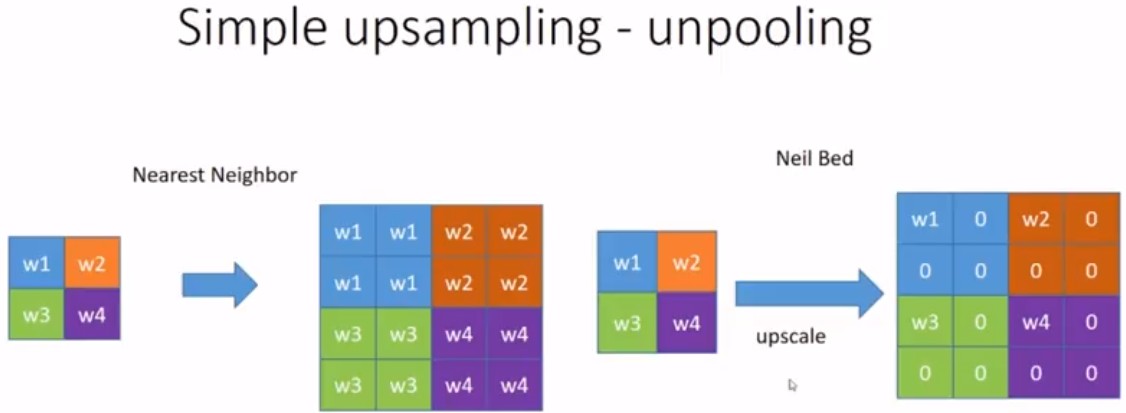 Simple upsampling - unpooling
Nearest Neighbor
w1 w2
w3 w4
w1 w1 w2 w2
w1 w1 w2 w2
w3 w3 w4 w4
w3 w3 w4 w4
Neil Bed
w1 w2
w3 w4
upscale
w1 0 w2 0
0 0 0 0
w3 0 w4 0
0 0 0 0